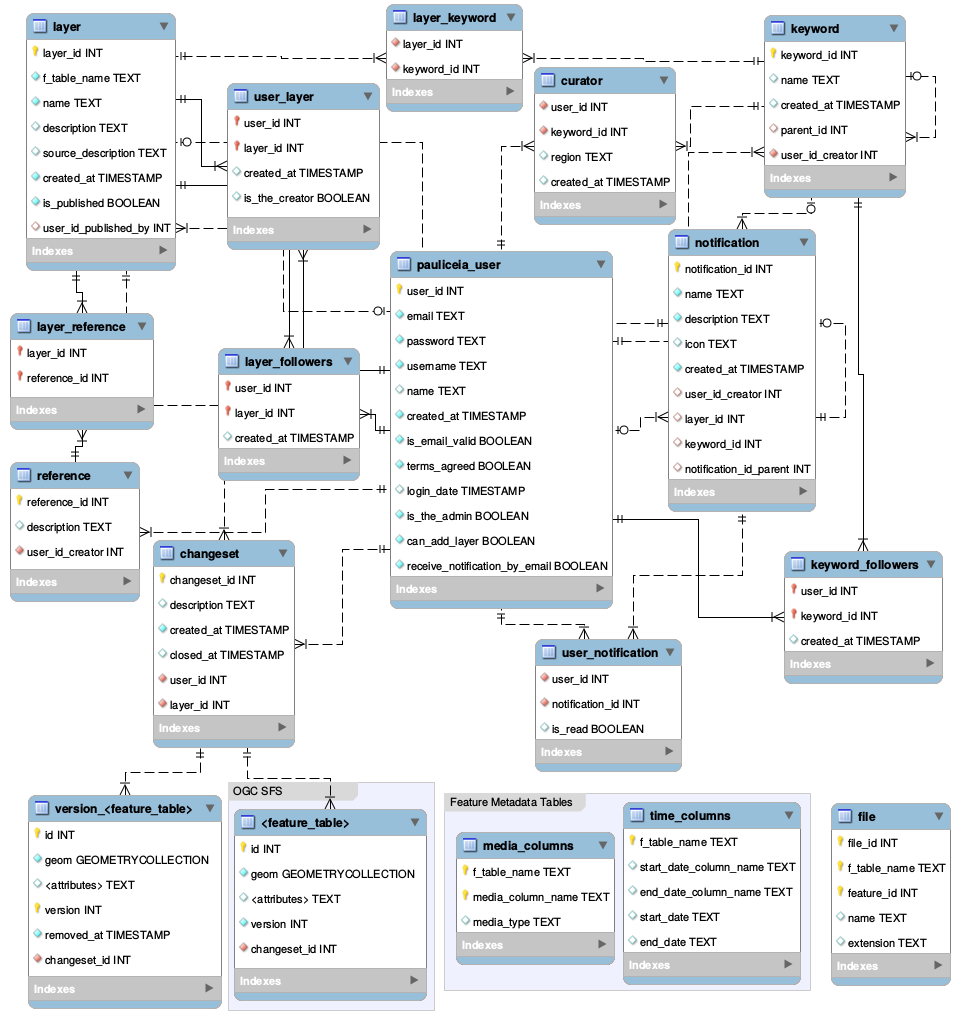 layer
layer_id INT
f_table_name TEXT
name TEXT
description TEXT
source_description TEXT
created_at TIMESTAMP
is_published BOOLEAN
user_id_published_by INT
Indexes
layer_keyword
layer_id INT
keyword_id INT
Indexes
keyword
keyword_id INT
name TEXT
created_at TIMESTAMP
parent_id INT
user_id_creator INT
Indexes
user_layer
user_id INT
layer_id INT
created_at TIMESTAMP
is_the_creator BOOLEAN
Indexes
curator
user_id INT
keyword_id INT
region TEXT
created_at TIMESTAMP
Indexes
pauliceia_user
user_id INT
email TEXT
password TEXT
username TEXT
name TEXT
created_at TIMESTAMP
is_email_valid BOOLEAN
terms_agreed BOOLEAN
login_date TIMESTAMP
is_the_admin BOOLEAN
can_add_layer BOOLEAN
receive_notification_by_email BOOLEAN
Indexes
notification
notification_id INT
name TEXT
description TEXT
icon TEXT
created_at TIMESTAMP
user_id_creator INT
layer_id INT
keyword_id INT
notification_id_parent INT
Indexes
layer_reference
layer_id INT
reference_id INT
Indexes
layer_followers
user_id INT
layer_id INT
created_at TIMESTAMP
Indexes
reference
reference_id INT
description TEXT
user_id_creator INT
Indexes
changeset
changeset_id INT
description TEXT
created_at TIMESTAMP
closed_at TIMESTAMP
user_id INT
layer_id INT
Indexes
keyword_followers
user_id INT
keyword_id INT
created_at TIMESTAMP
Indexes
user_notification
user_id INT
notification_id INT
is_read BOOLEAN
Indexes
version_<feature_table>
id INT
geom GEOMETRYCOLLECTION
<attributes> TEXT
version INT
removed_at TIMESTAMP
changeset_id INT
Indexes
OGC SFS
<feature_table>
id INT
geom GEOMETRYCOLLECTION
<attributes> TEXT
version INT
changeset_id INT
Indexes
Feature Metadata Tables
media_columns
f_table_name TEXT
media_column_name TEXT
media_type TEXT
Indexes
time_columns
f_table_name TEXT
start_date_column_name TEXT
end_date_column_name TEXT
start_date TEXT
end_date TEXT
Indexes
file
file_id INT
f_table_name TEXT
feature_id INT
name TEXT
extension TEXT
Indexes